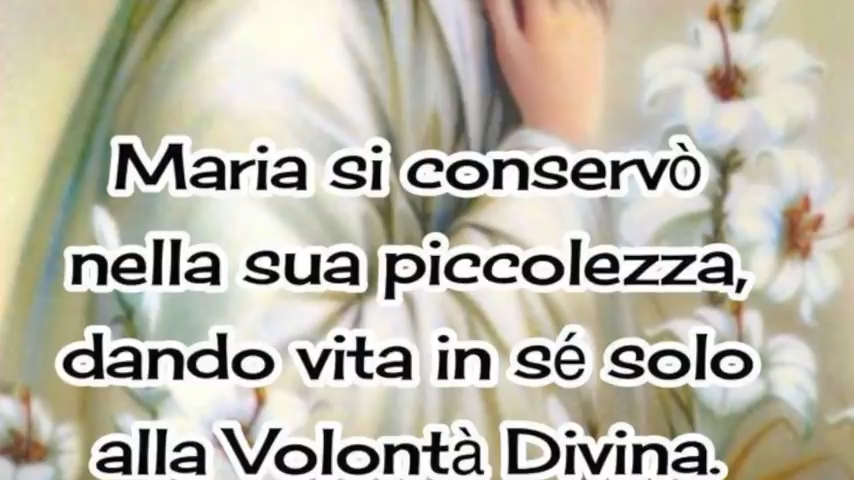 Maria si conservò
nella sua piccolezza,
dando vita in sé solo
alla Volontà Divina.